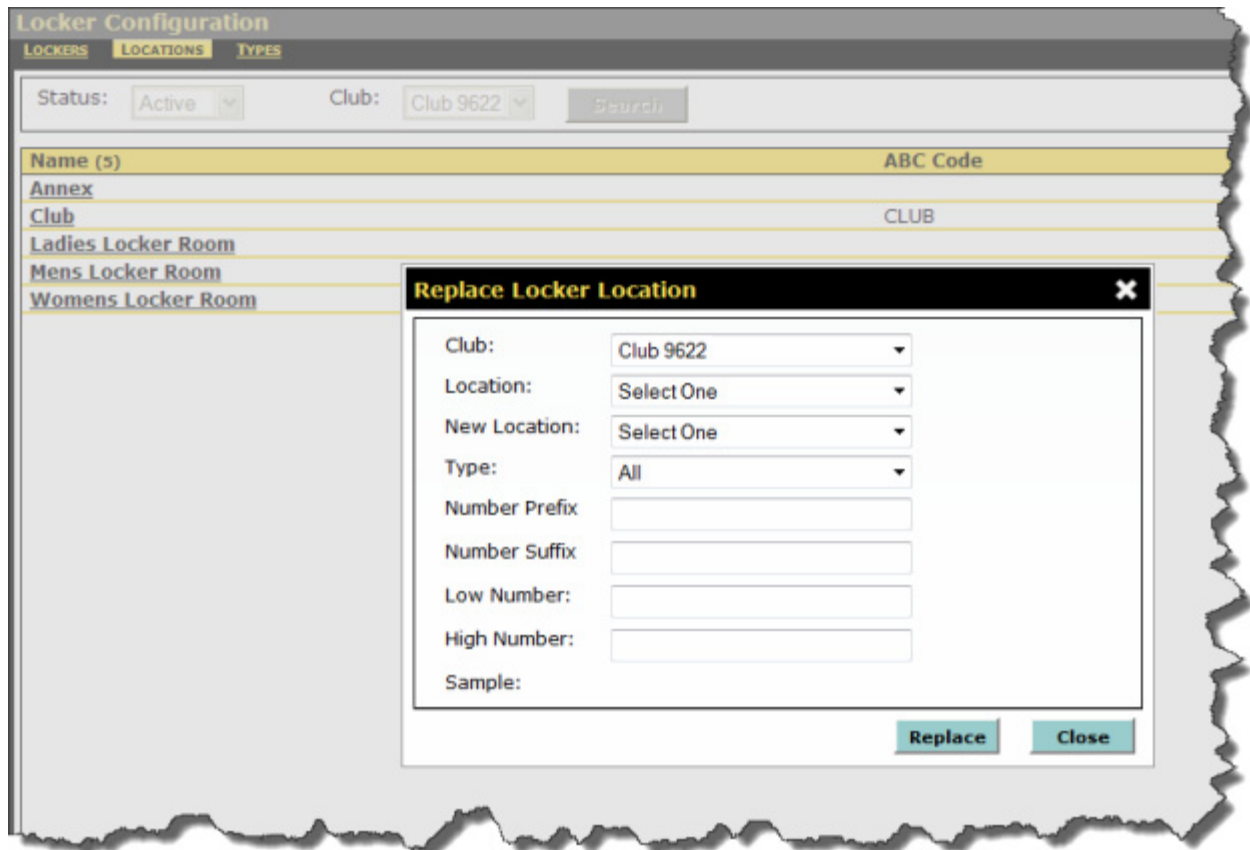 Locker Configuration
LOCKERS LOCATIONS TYPES
Status: Active Club: Club 9622 Search
Name (5) ABC Code
Annex
Club CLUB
Ladies Locker Room
Mens Locker Room
Womens Locker Room
Replace Locker Location
Club: Club 9622
Location: Select One
New Location: Select One
Type: All
Number Prefix
Number Suffix
Low Number:
High Number:
Sample:
Replace Close